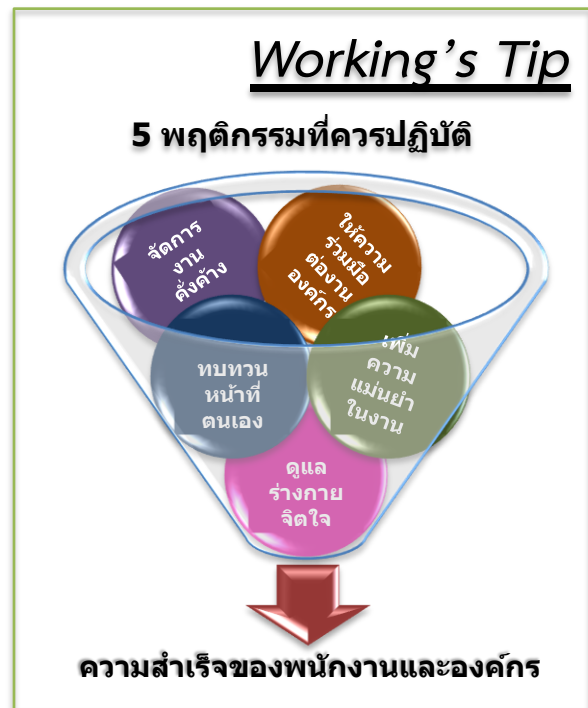 Working’s Tip
5 พฤติกรรมที่ควรปฏิบัติ
จัดการ
งาน
คั่งค้าง
ให้ความ
ร่วมมือ
ต่องาน
องค์กร
ทบทวน
หน้าที่
ตนเอง
เพิ่ม
ความ
แม่นยำ
ในงาน
ดูแล
ร่างกาย
จิตใจ
ความสำเร็จของพนักงานและองค์กร